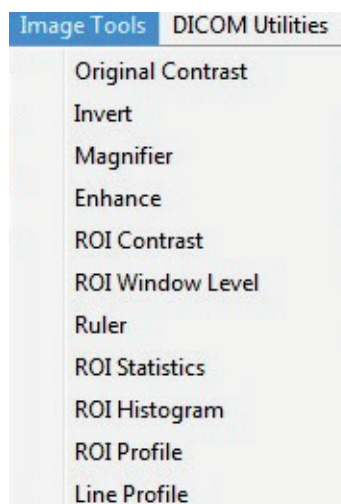 Image Tools DICOM Utilities
Original Contrast
Invert
Magnifier
Enhance
ROI Contrast
ROI Window Level
Ruler
ROI Statistics
ROI Histogram
ROI Profile
Line Profile